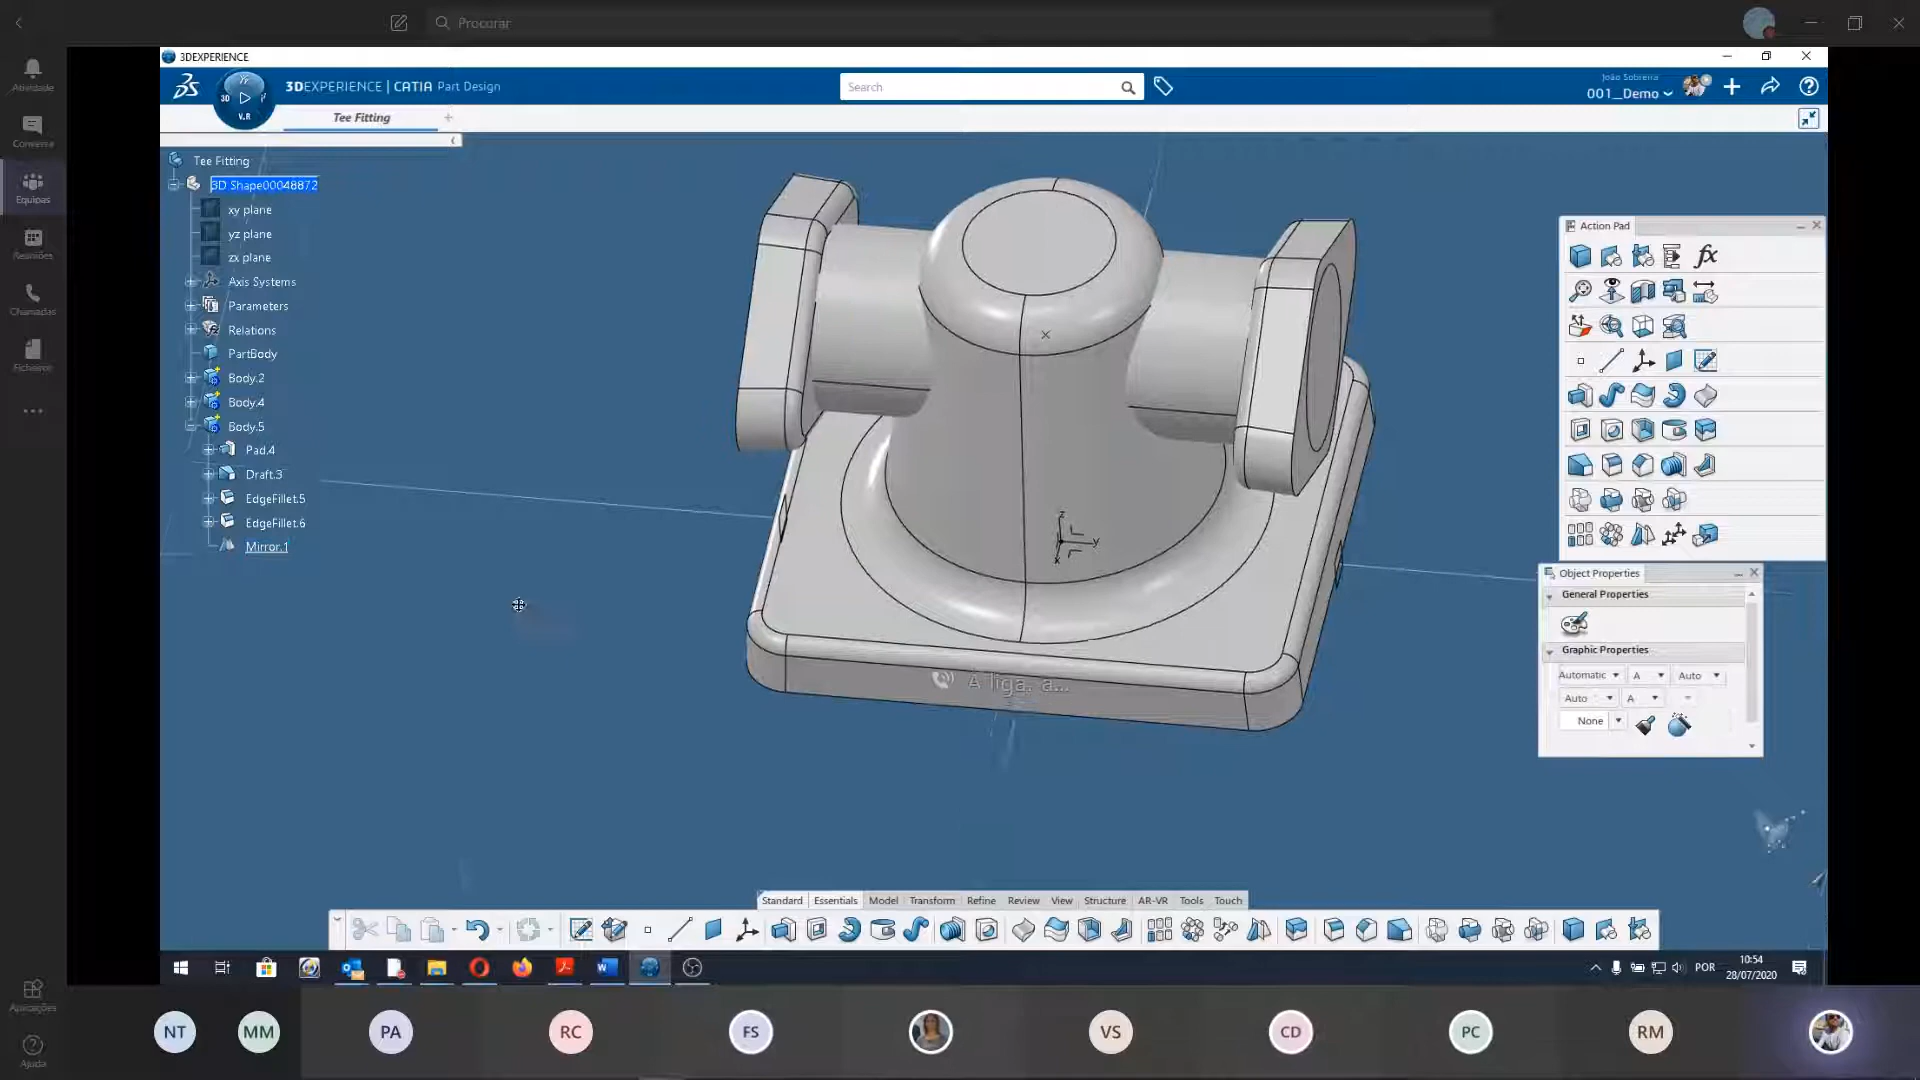 Procurar
Atividade
Conversa
Equipas
Reuniões
Chamadas
Ficheiros
Aplicações
Ajuda
3DEXPERIENCE
3DEXPERIENCE | CATIA Part Design
3D
V.R
Search
João Sobreira
001__Demo
Tee Fitting
Tee Fitting
3D Shape00048872
xy plane
yz plane
zx plane
Axis Systems
Parameters
Relations
PartBody
Body.2
Body.4
Body.5
Pad.4
Draft.3
EdgeFillet.5
EdgeFillet.6
Mirror.1
z
y
x
A liga. a...
Action Pad
fx
Object Properties
General Properties
Graphic Properties
Automatic
A
Auto
Auto
A
None
Standard
Essentials
Model
Transform
Refine
Review
View
Structure
AR-VR
Tools
Touch
POR
10:54
28/07/2020
NT
MM
PA
RC
FS
VS
CD
PC
RM